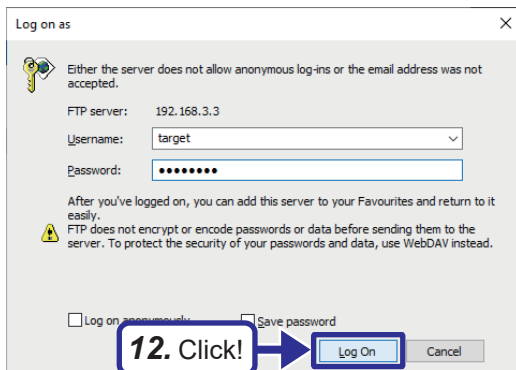 Log on as
Either the server does not allow anonymous log-ins or the email address was not
accepted.
FTP server: 192.168.3.3
Username: target
Password: ●●●●●●●●
After you've logged on, you can add this server to your Favourites and return to it
easily.
FTP does not encrypt or encode passwords or data before sending them to the
server. To protect the security of your passwords and data, use WebDAV instead.
Log on anonymously Save password
12. Click! Log On Cancel